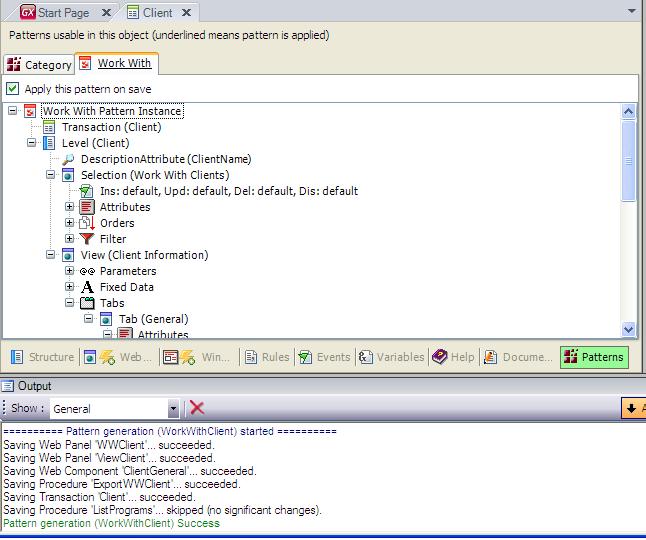 GX Start Page
Client
Patterns usable in this object (underlined means pattern is applied)
Category
Work With
Apply this pattern on save
Work With Pattern Instance
Transaction (Client)
Level (Client)
DescriptionAttribute (ClientName)
Selection (Work With Clients)
Ins: default, Upd: default, Del: default, Dis: default
Attributes
Orders
Filter
View (Client Information)
Parameters
Fixed Data
Tabs
Tab (General)
Attributes
Structure
Web...
Win...
Rules
Events
Variables
Help
Docume...
Patterns
Output
Show : General
A
========== Pattern generation (WorkWithClient) started ==========
Saving Web Panel 'WWClient'... succeeded.
Saving Web Panel 'ViewClient'... succeeded.
Saving Web Component 'ClientGeneral'... succeeded.
Saving Procedure 'ExportWWClient'... succeeded.
Saving Transaction 'Client'... succeeded.
Saving Procedure 'ListPrograms'... skipped (no significant changes).
Pattern generation (WorkWithClient) Success